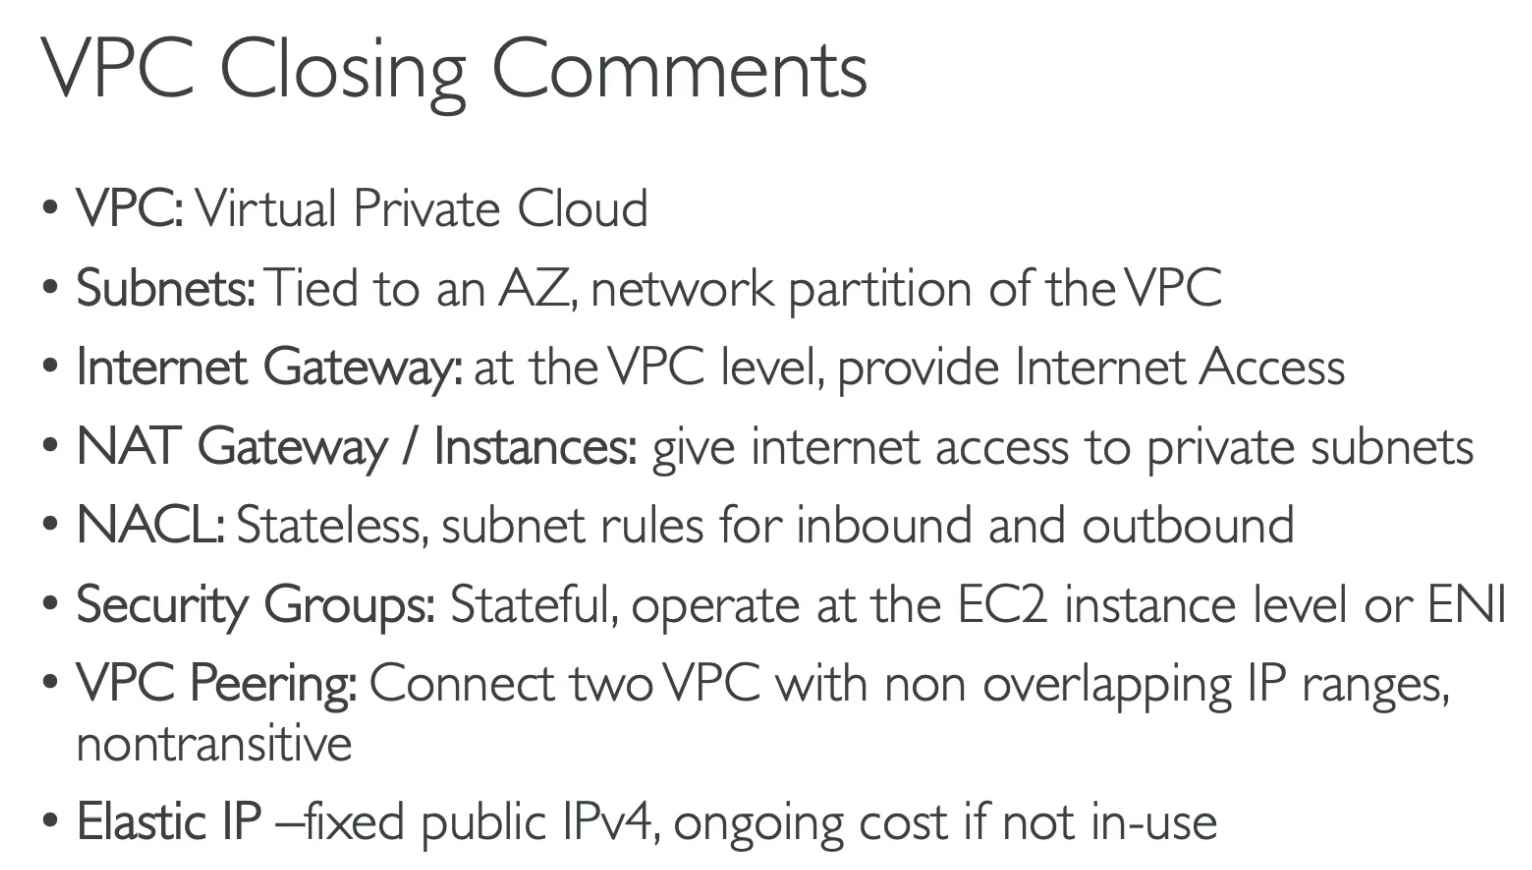 VPC Closing Comments
• VPC: Virtual Private Cloud
• Subnets: Tied to an AZ, network partition of the VPC
• Internet Gateway: at the VPC level, provide Internet Access
• NAT Gateway / Instances: give internet access to private subnets
• NACL: Stateless, subnet rules for inbound and outbound
• Security Groups: Stateful, operate at the EC2 instance level or ENI
• VPC Peering: Connect two VPC with non overlapping IP ranges,
nontransitive
• Elastic IP –fixed public IPv4, ongoing cost if not in-use